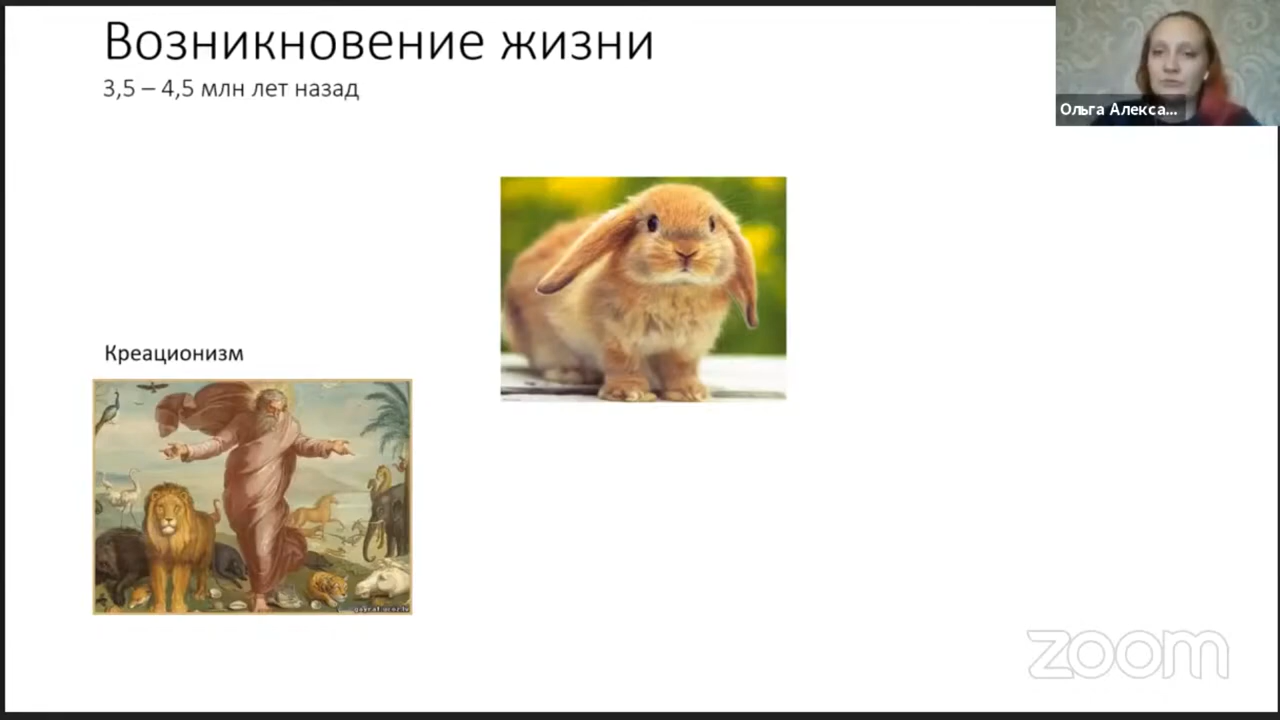 Возникновение жизни
3,5 – 4,5 млн лет назад
Ольга Алекса...
Креационизм
zoom